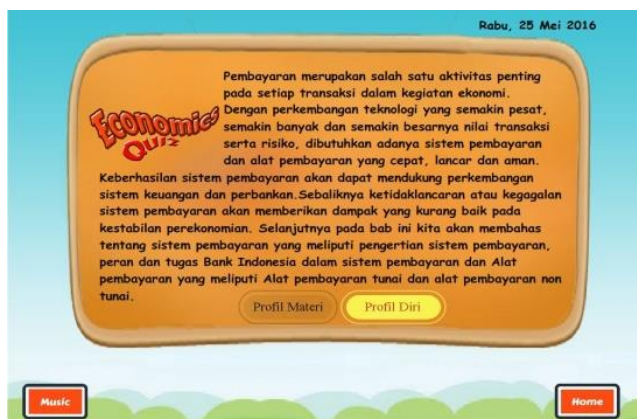 Rabu, 25 Mei 2016
Economics
Quiz
Pembayaran merupakan salah satu aktivitas penting
pada setiap transaksi dalam kegiatan ekonomi.
Dengan perkembangan teknologi yang semakin pesat,
semakin banyak dan semakin besarnya nilai transaksi
serta risiko, dibutuhkan adanya sistem pembayaran
dan alat pembayaran yang cepat, lancar dan aman.
Keberhasilan sistem pembayaran akan dapat mendukung perkembangan
sistem keuangan dan perbankan.Sebaliknya ketidaklancaran atau kegagalan
sistem pembayaran akan memberikan dampak yang kurang baik pada
kestabilan perekonomian. Selanjutnya pada bab ini kita akan membahas
tentang sistem pembayaran yang meliputi pengertian sistem pembayaran,
peran dan tugas Bank Indonesia dalam sistem pembayaran dan Alat
pembayaran yang meliputi Alat pembayaran tunai dan alat pembayaran non
tunai.
Profil Materi
Profil Diri
Music
Home